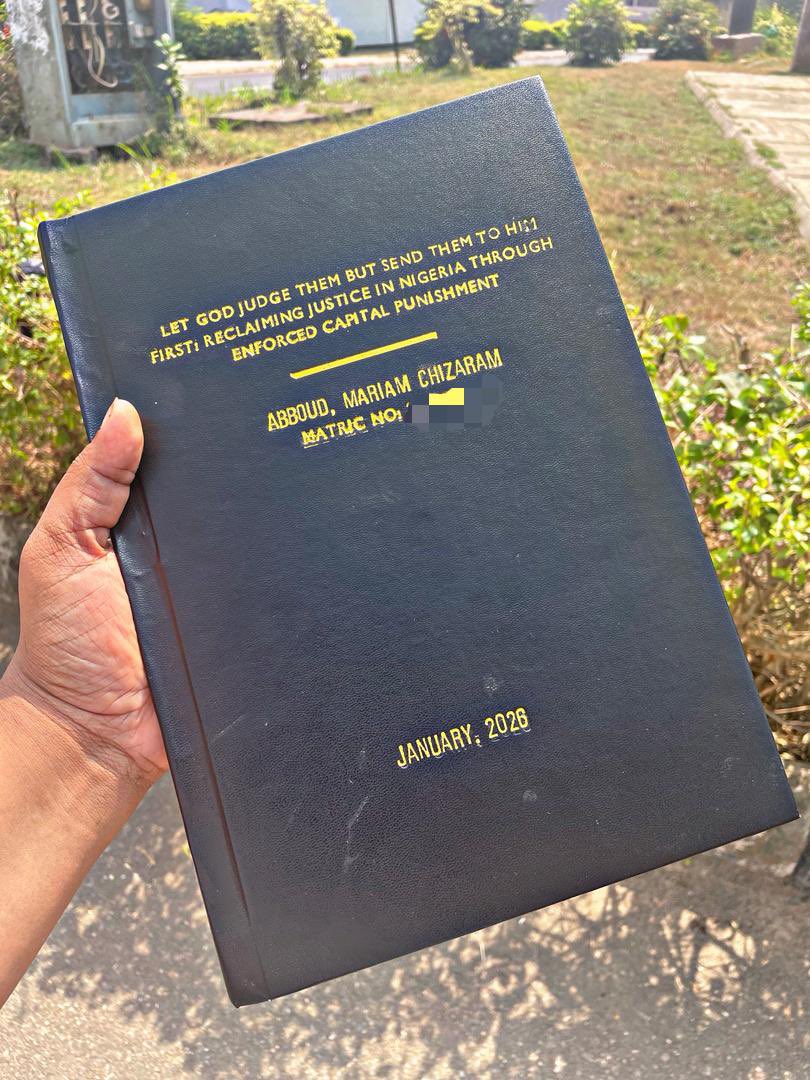 LET GOD JUDGE THEM BUT SEND THEM TO HIM
FIRST: RECLAIMING JUSTICE IN NIGERIA THROUGH
ENFORCED CAPITAL PUNISHMENT
ABBOUD, MARIAM CHIZARAM
MATRIC NO:
JANUARY, 2026